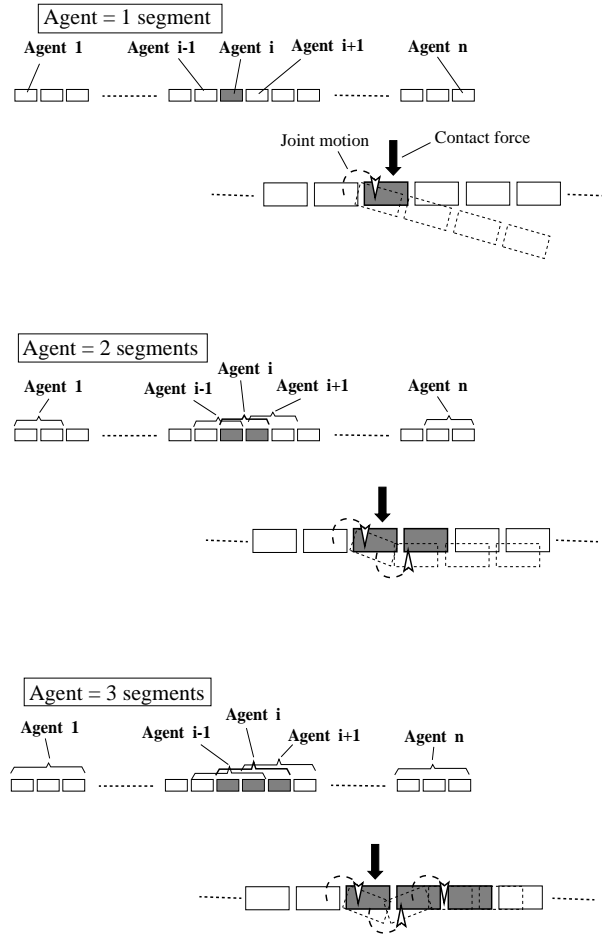 Agent = 1 segment
Agent 1
Agent i-1
Agent i
Agent i+1
Agent n
Joint motion
Contact force
Agent = 2 segments
Agent 1
Agent i-1
Agent i
Agent i+1
Agent n
Agent = 3 segments
Agent 1
Agent i-1
Agent i
Agent i+1
Agent n